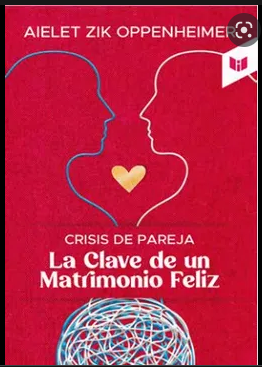 AIELET ZIK OPPENHEIMER
CRISIS DE PAREJA
La Clave de un
Matrimonio Feliz